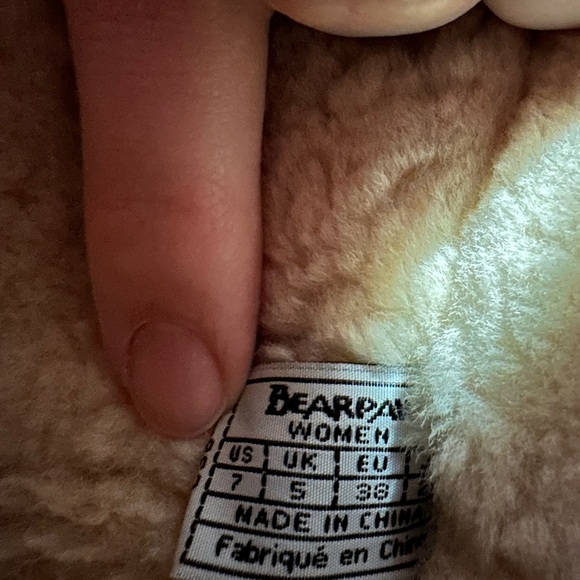 BEARPAW
WOMEN
US UK EU
7 5 38
MADE IN CHINA
Fabriqué en Chin